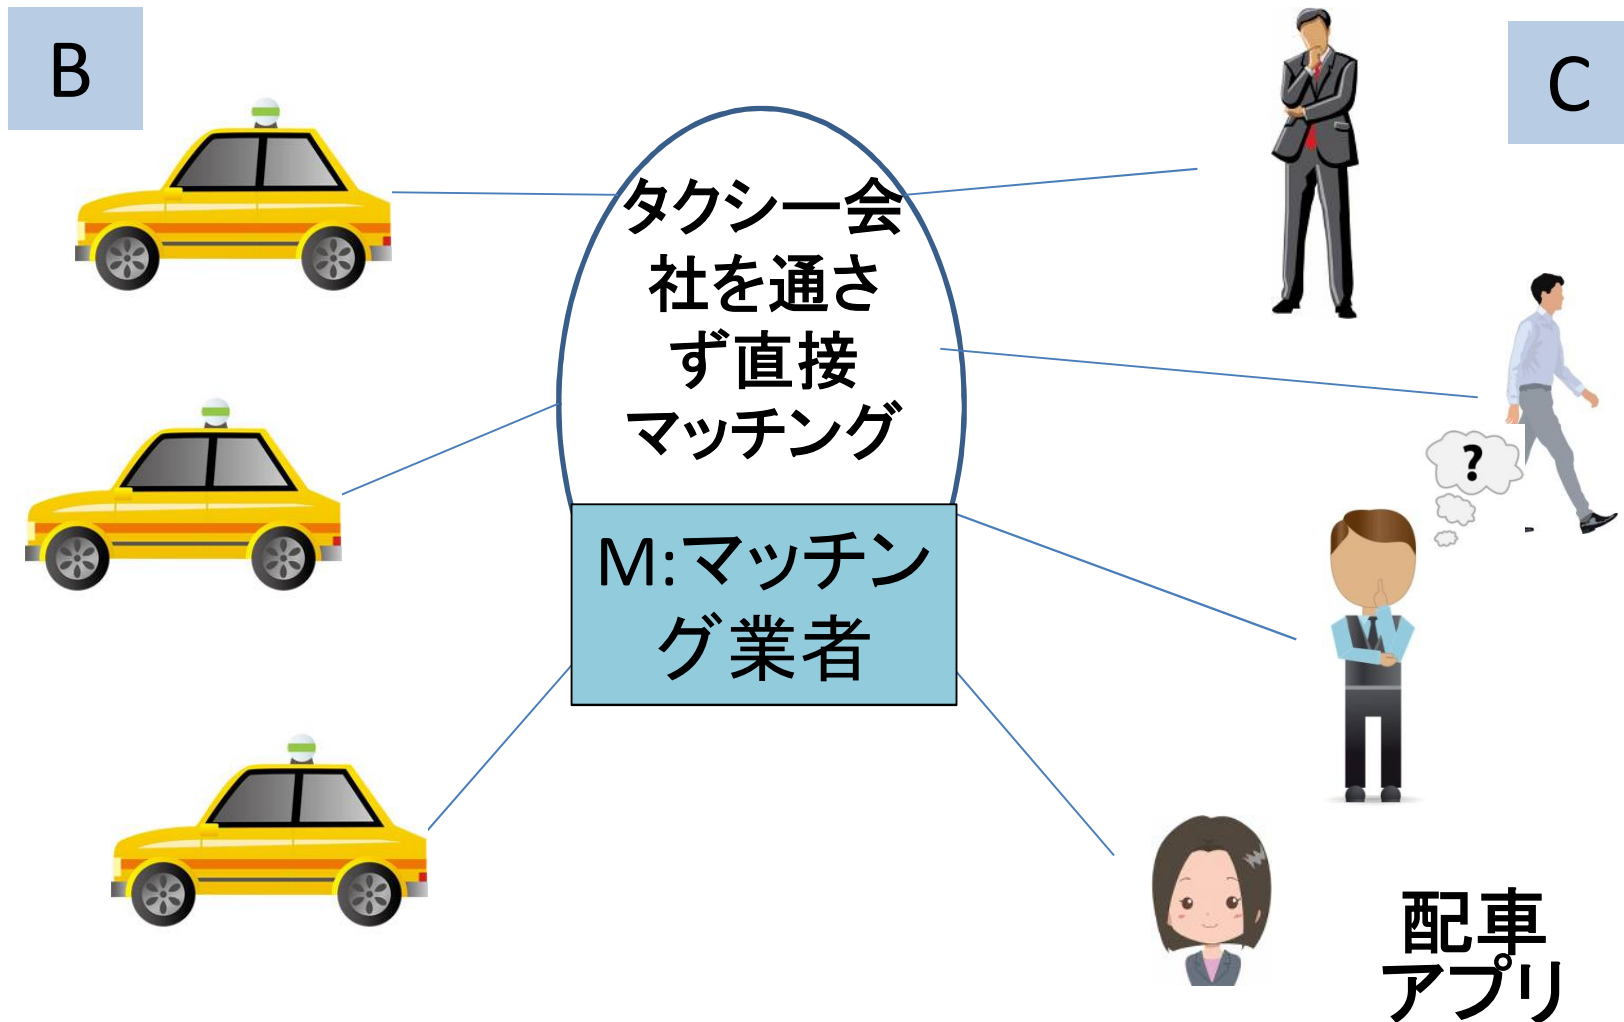 B
C
タクシー会
社を通さ
ず直接
マッチング
?
M:マッチン
グ業者
配車
アプリ